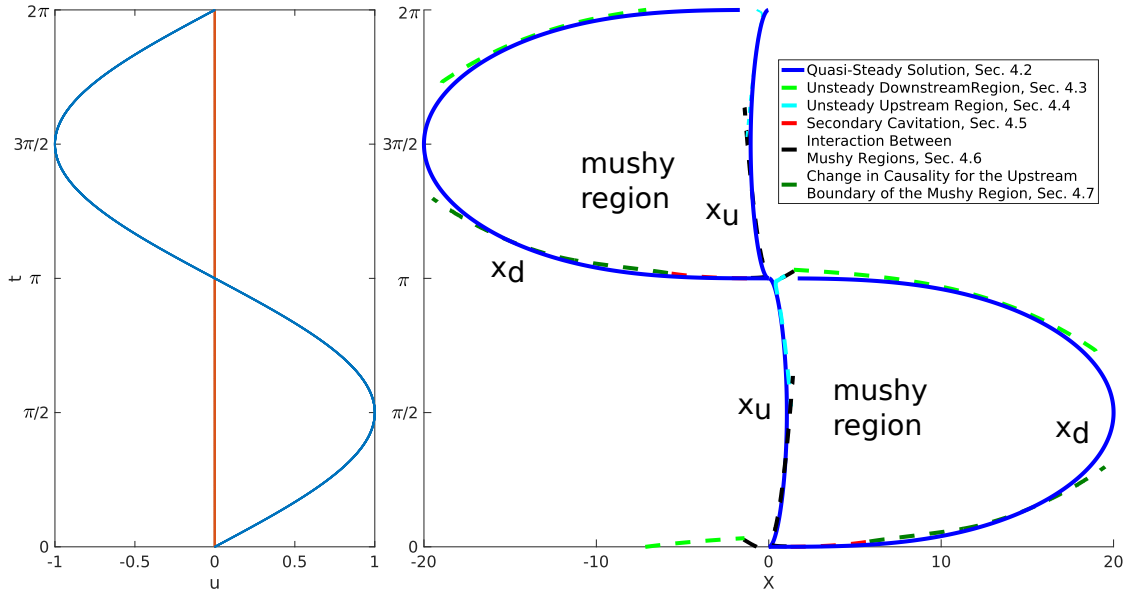 2π
3π/2
t π
π/2
0
-1
-0.5
0
0.5
1
u
2π
3π/2
π
π/2
0
-20
-10
0
10
20
X
Quasi-Steady Solution, Sec. 4.2
Unsteady DownstreamRegion, Sec. 4.3
Unsteady Upstream Region, Sec. 4.4
Secondary Cavitation, Sec. 4.5
Interaction Between
Mushy Regions, Sec. 4.6
Change in Causality for the Upstream
Boundary of the Mushy Region, Sec. 4.7
mushy
region
xu
xd
mushy
region
xu
xd